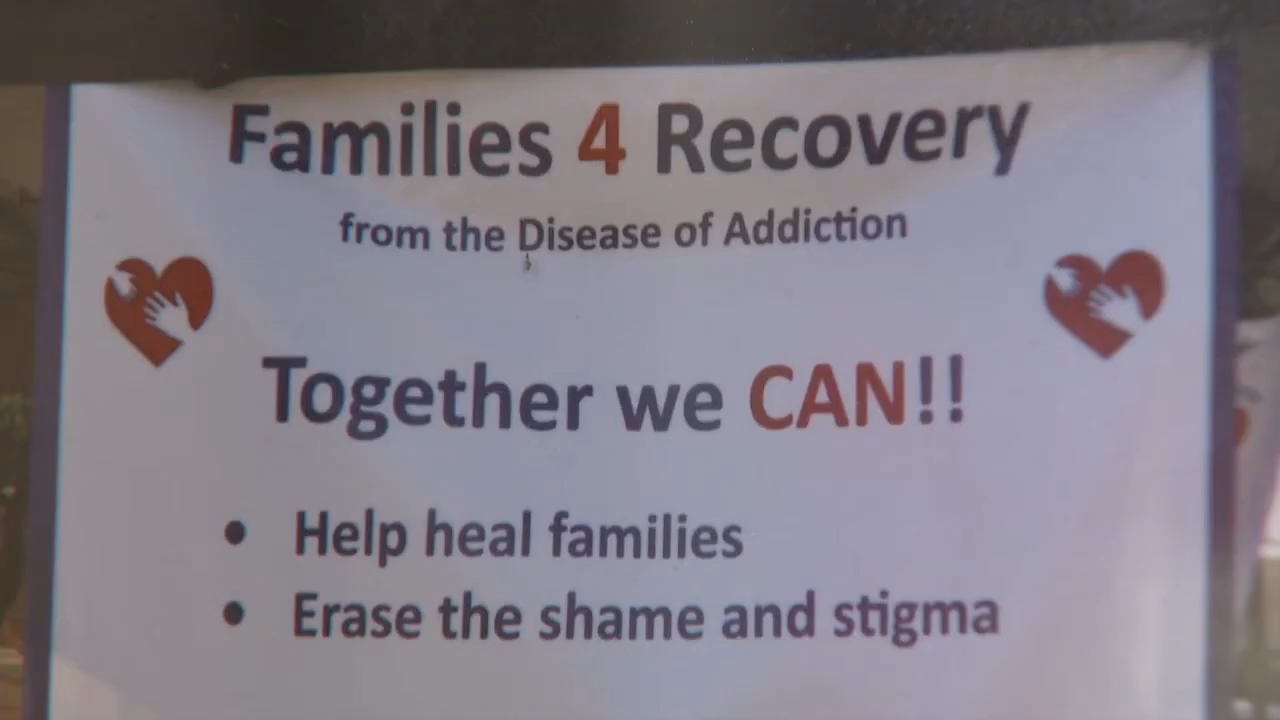 Families 4 Recovery
from the Disease of Addiction
Together we CAN!!
• Help heal families
• Erase the shame and stigma